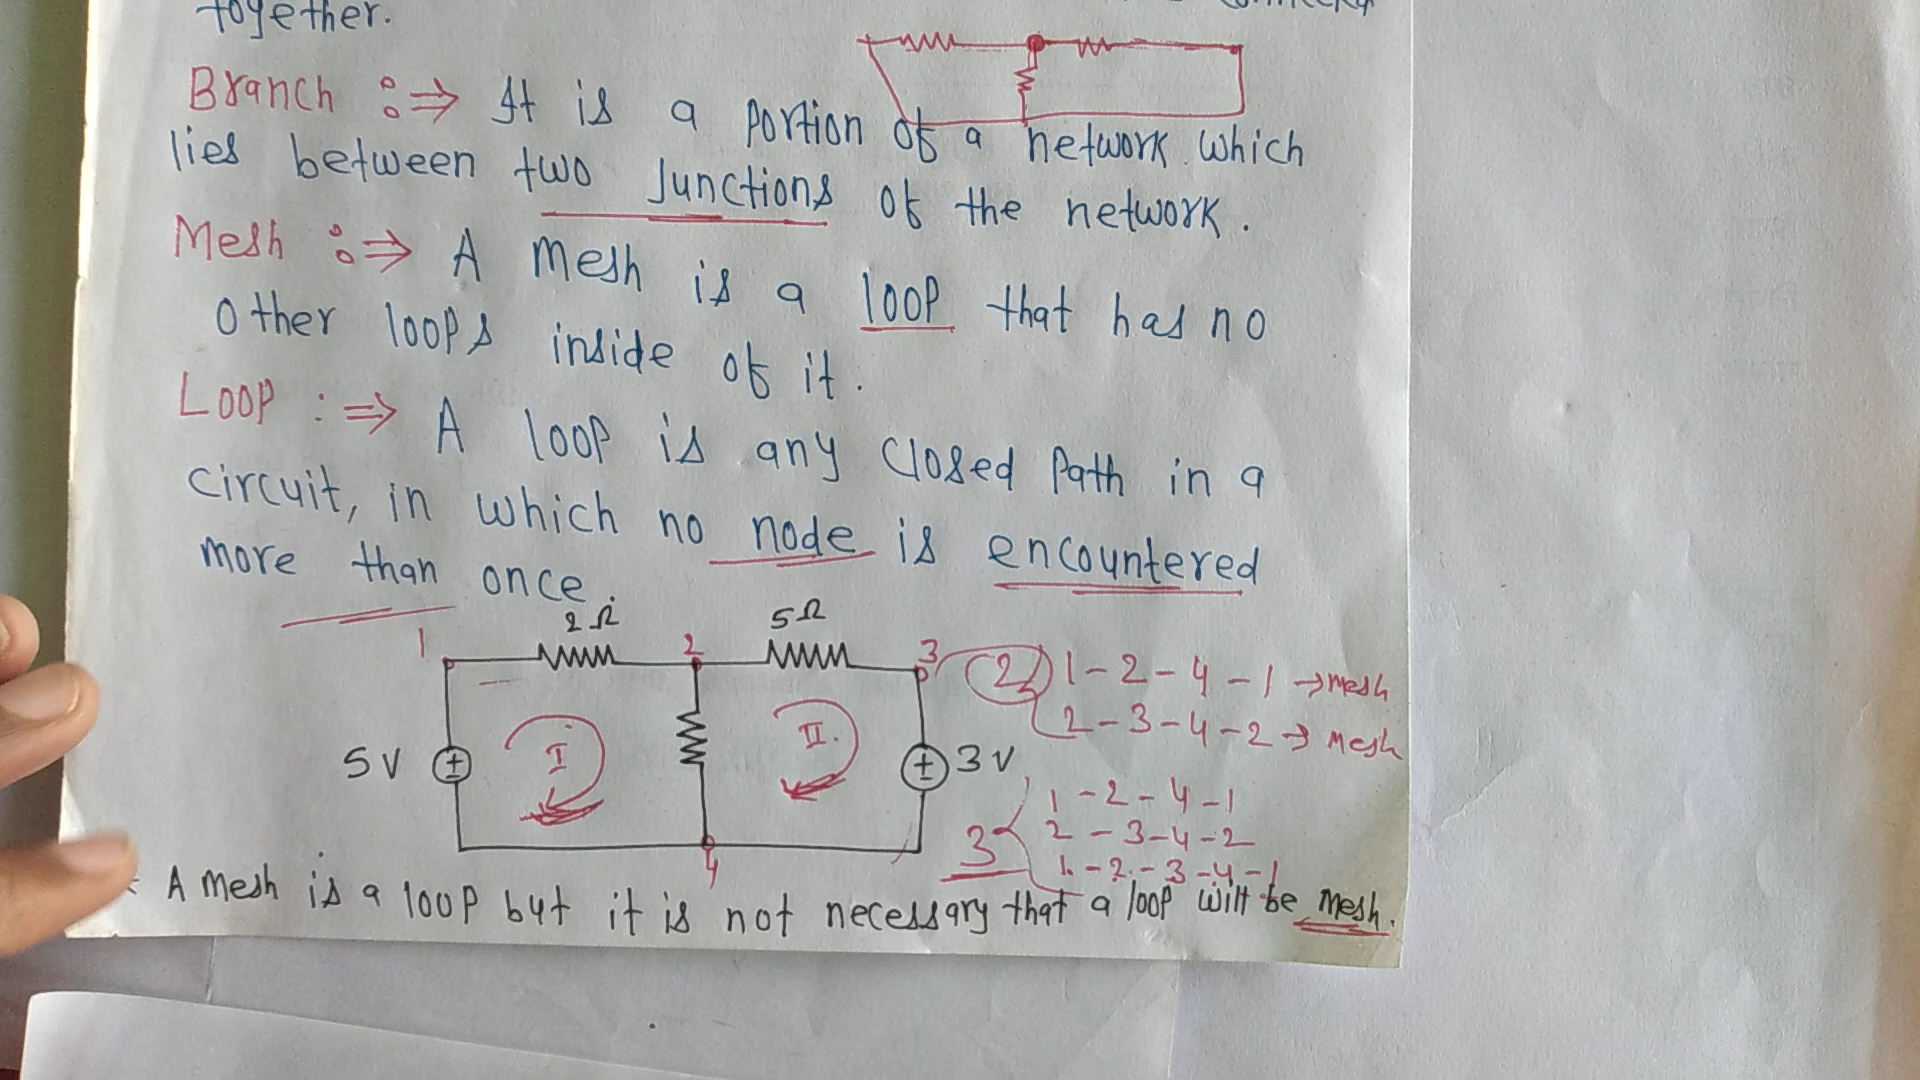 together.
Branch :⇒ It is a portion of a network which
lies between two Junctions of the network.
Mesh :⇒ A mesh is a loop that has no
other loops inside of it.
Loop :⇒ A loop is any closed path in a
circuit, in which no node is encountered
more than once.
2Ω 5Ω
1 2 3
2 1-2-4-1 →mesh
2-3-4-2→ mesh
I II.
5V 3V
1-2-4-1
3 2-3-4-2
1-2-3-4-1
4
A mesh is a loop but it is not necessary that a loop will be mesh.